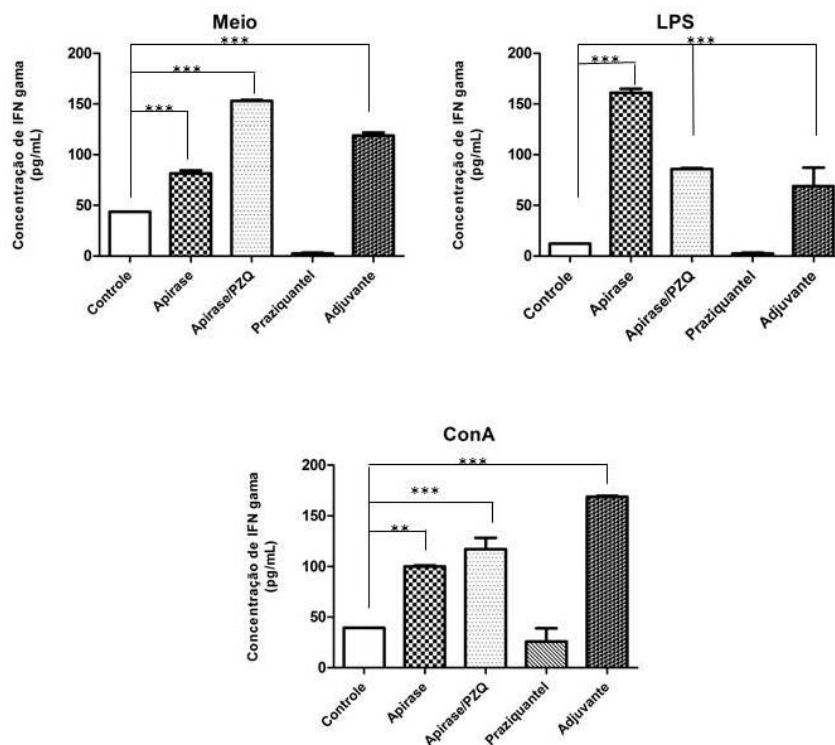 Meio
***
***
***
Concentração de IFN gama
(pg/mL)
200
150
100
50
0
Controle
Apirase
Apirase/PZQ
Praziquantel
Adjuvante
LPS
***
***
Concentração de IFN gama
(pg/mL)
200
150
100
50
0
Controle
Apirase
Apirase/PZQ
Praziquantel
Adjuvante
ConA
***
***
**
Concentração de IFN gama
(pg/mL)
200
150
100
50
0
Controle
Apirase
Apirase/PZQ
Praziquantel
Adjuvante